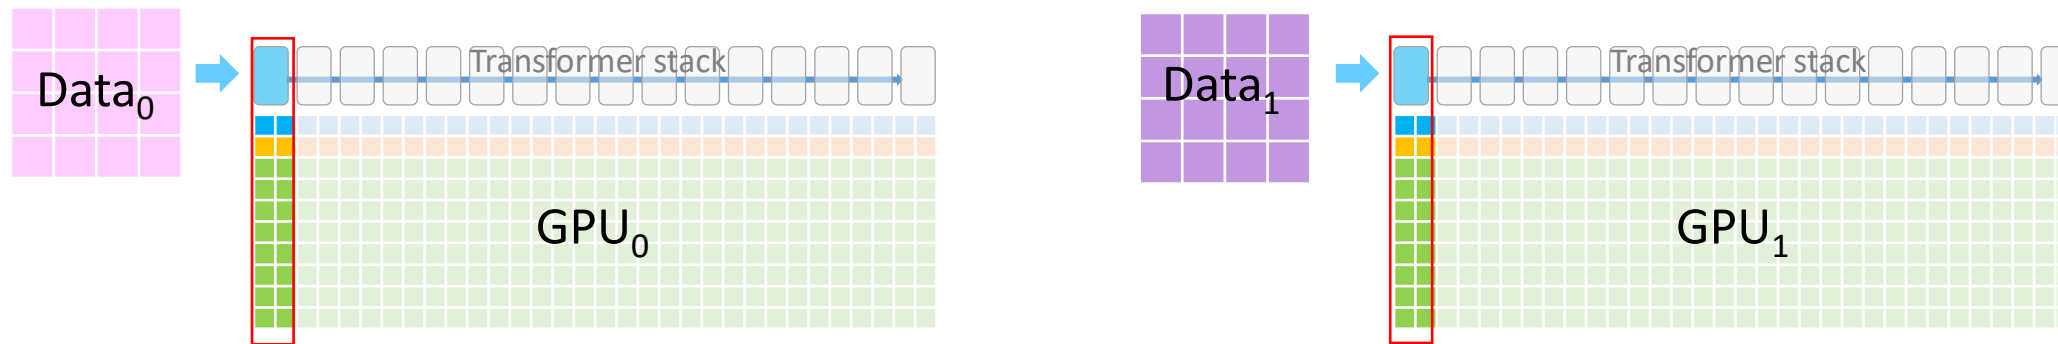 Data₀
Transformer stack
GPU₀
Data₁
Transformer stack
GPU₁